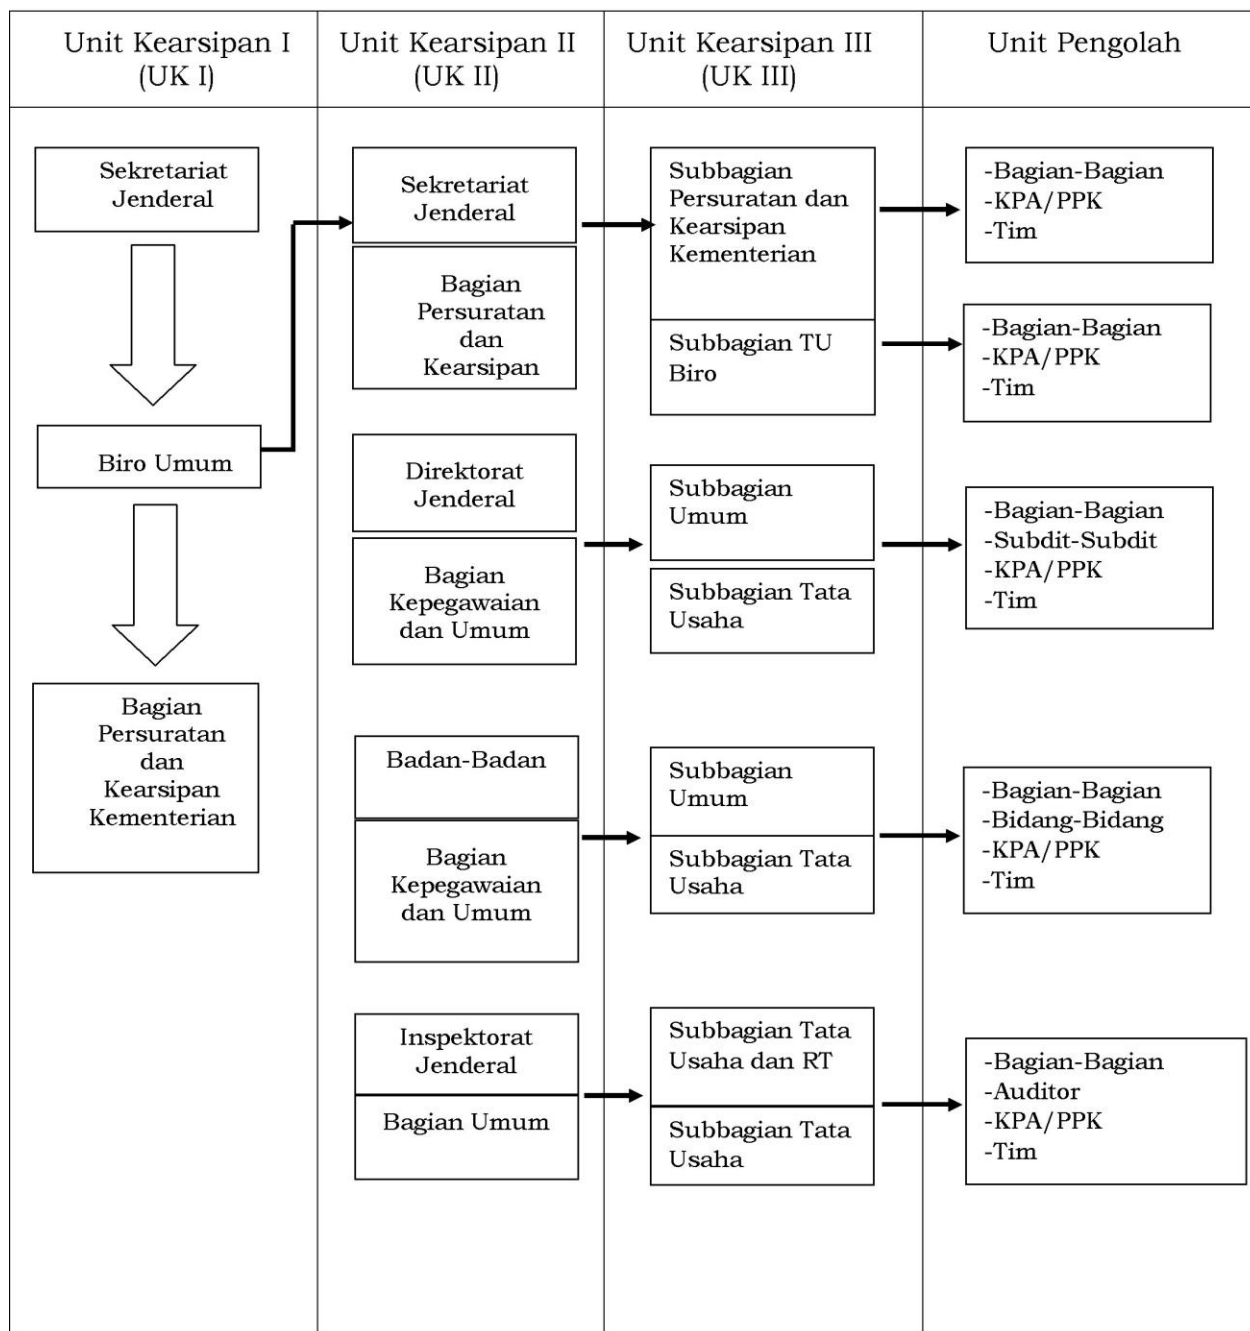 Unit Kearsipan I
(UK I)
Unit Kearsipan II
(UK II)
Unit Kearsipan III
(UK III)
Unit Pengolah
Sekretariat
Jenderal
Biro Umum
Bagian
Persuratan
dan
Kearsipan
Kementerian
Sekretariat
Jenderal
Bagian
Persuratan
dan
Kearsipan
Subbagian
Persuratan dan
Kearsipan
Kementerian
Subbagian TU
Biro
-Bagian-Bagian
-KPA/PPK
-Tim
-Bagian-Bagian
-KPA/PPK
-Tim
Direktorat
Jenderal
Bagian
Kepegawaian
dan Umum
Subbagian
Umum
Subbagian Tata
Usaha
-Bagian-Bagian
-Subdit-Subdit
-KPA/PPK
-Tim
Badan-Badan
Bagian
Kepegawaian
dan Umum
Subbagian
Umum
Subbagian Tata
Usaha
-Bagian-Bagian
-Bidang-Bidang
-KPA/PPK
-Tim
Inspektorat
Jenderal
Bagian Umum
Subbagian Tata
Usaha dan RT
Subbagian Tata
Usaha
-Bagian-Bagian
-Auditor
-KPA/PPK
-Tim